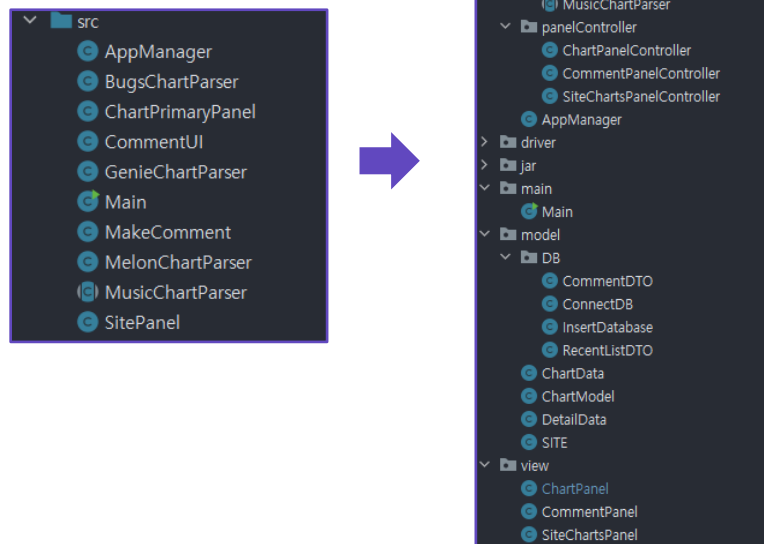 src
AppManager
BugsChartParser
ChartPrimaryPanel
CommentUI
GenieChartParser
Main
MakeComment
MelonChartParser
MusicChartParser
SitePanel
MusicChartParser
panelController
ChartPanelController
CommentPanelController
SiteChartsPanelController
AppManager
driver
jar
main
Main
model
DB
CommentDTO
ConnectDB
InsertDatabase
RecentListDTO
ChartData
ChartModel
DetailData
SITE
view
ChartPanel
CommentPanel
SiteChartsPanel